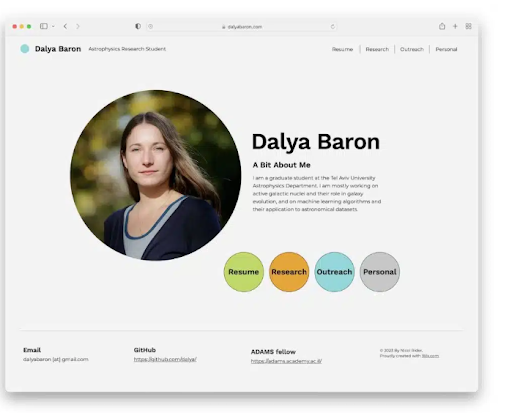 dalyabaron.com
Dalya Baron Astrophysics Research Student
Resume Research Outreach Personal
Dalya Baron
A Bit About Me
I am a graduate student at the Tel Aviv University
Astrophysics Department. I am mostly working on
active galactic nuclei and their role in galaxy
evolution, and on machine learning algorithms and
their application to astronomical datasets.
Resume Research Outreach Personal
Email
dalyabaron [at] gmail.com
GitHub
https://github.com/dalya/
ADAMS fellow
https://adams.academy.ac.il/
Proudly created with Wix.com